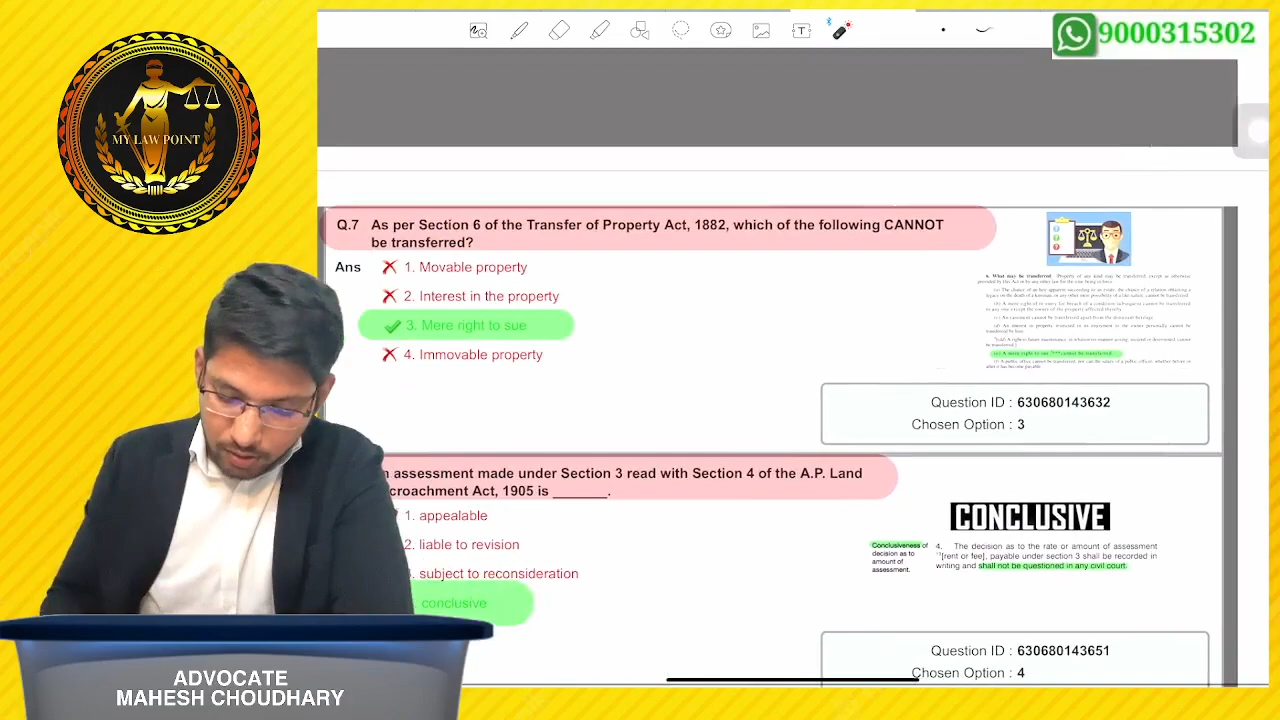 9000315302
MY LAW POINT
Q.7 As per Section 6 of the Transfer of Property Act, 1882, which of the following CANNOT
be transferred?
Ans 1. Movable property
2. Interest in the property
3. Mere right to sue
4. Immovable property
Question ID : 630680143632
Chosen Option : 3
assessment made under Section 3 read with Section 4 of the A.P. Land
croachment Act, 1905 is _______.
1. appealable
2. liable to revision
subject to reconsideration
conclusive
CONCLUSIVE
Conclusiveness of
decision as to
amount of
assessment.
4. The decision as to the rate or amount of assessment
[rent or fee], payable under section 3 shall be recorded in
writing and shall not be questioned in any civil court.
Question ID : 630680143651
Chosen Option : 4
ADVOCATE
MAHESH CHOUDHARY